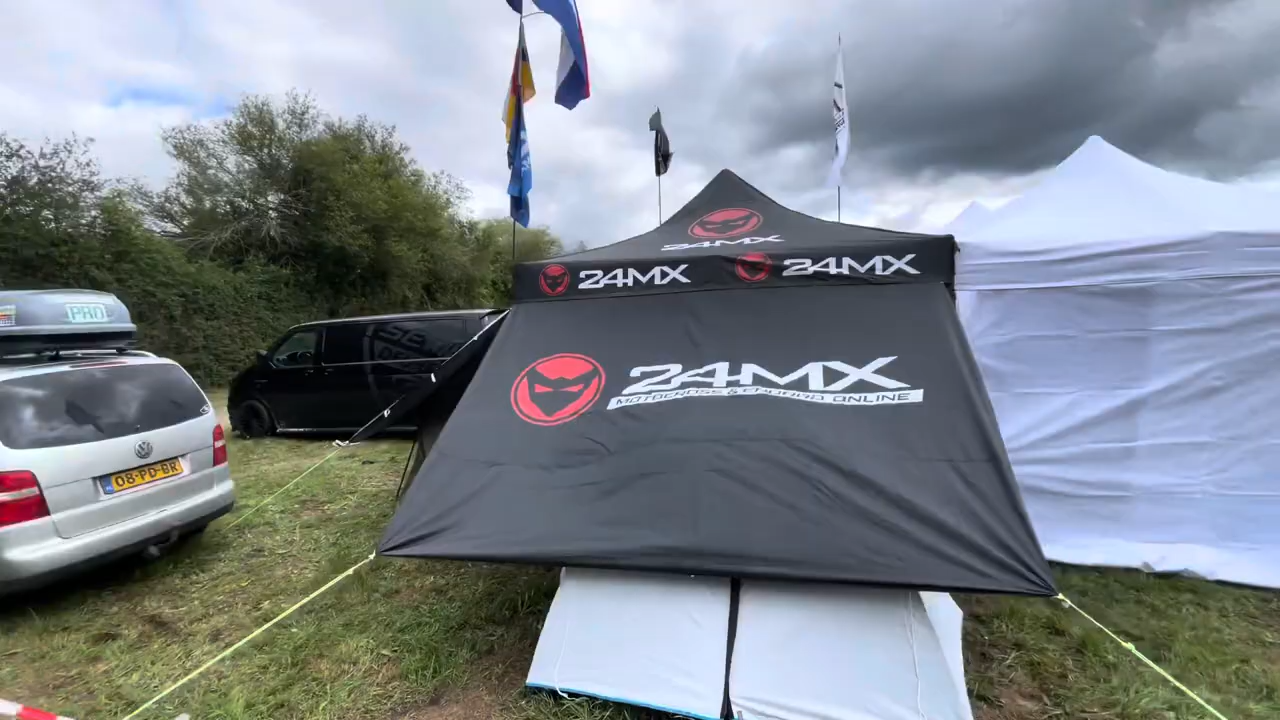 24MX
24MX
24MX
24MX
MOTOCROSS & ENDURO ONLINE
PRO
08-PD-BR